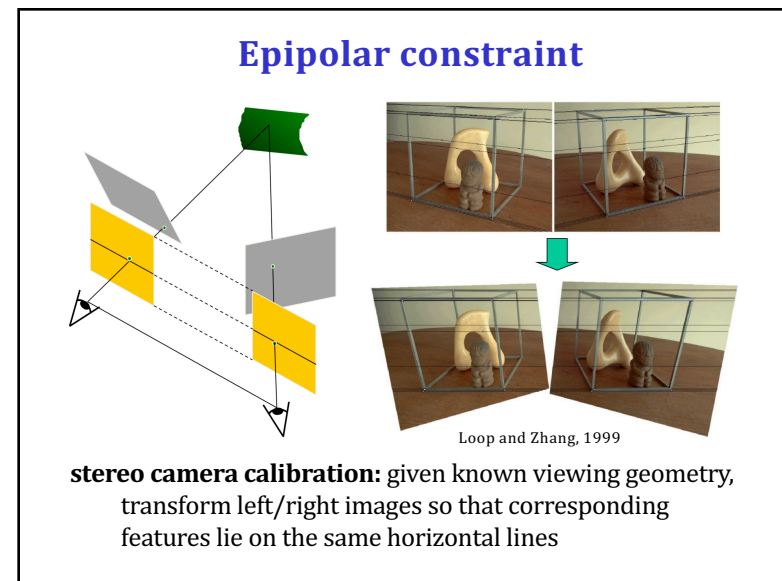 Epipolar constraint
Loop and Zhang, 1999
stereo camera calibration: given known viewing geometry,
transform left/right images so that corresponding
features lie on the same horizontal lines